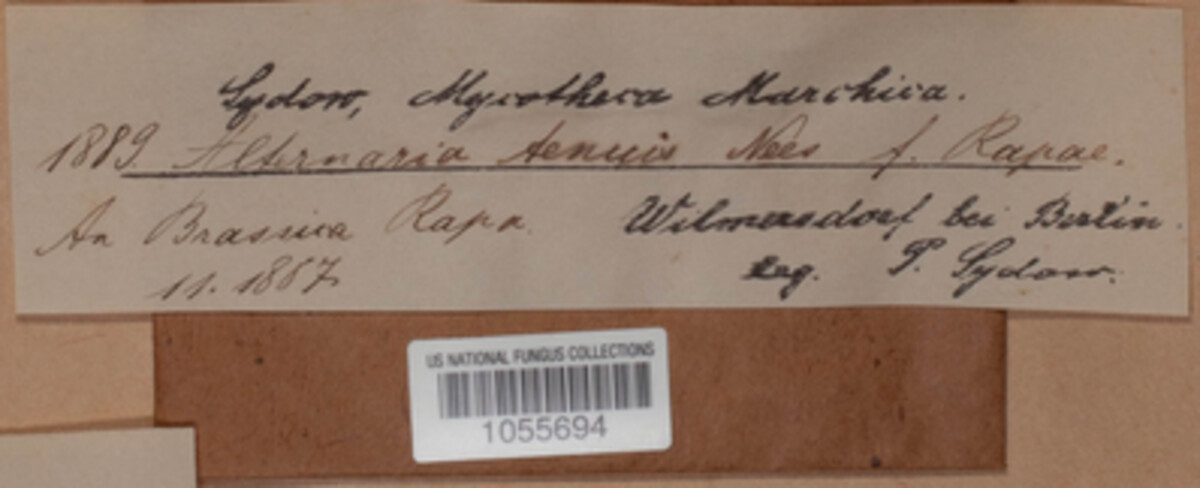 Sydow, Mycotheca Marchica.
1889. Alternaria tenuis Nees f. Rapae.
An Brassica Rapa. Wilmersdorf bei Berlin.
11. 1887 Leg. P. Sydow.
US NATIONAL FUNGUS COLLECTIONS
1055694